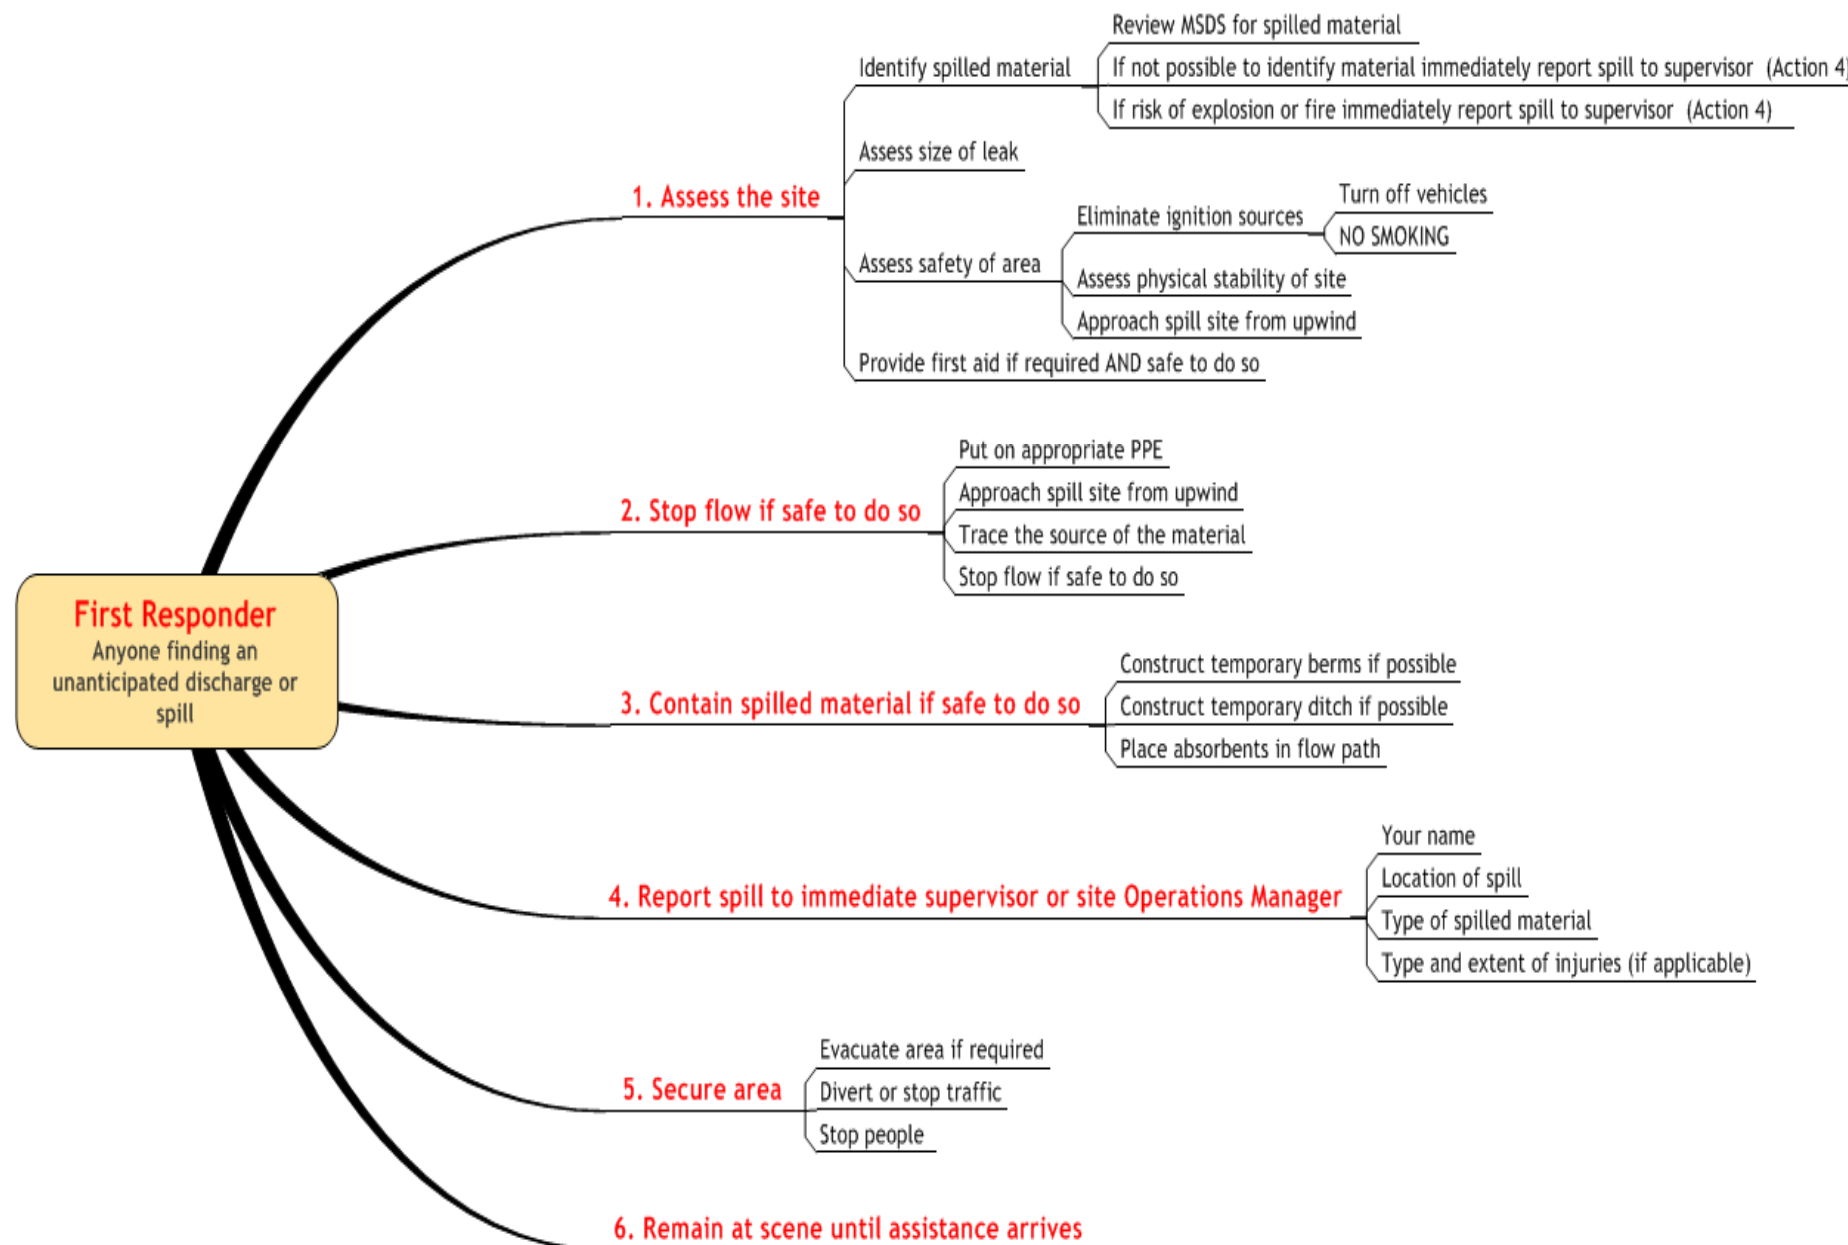 First Responder
Anyone finding an
unanticipated discharge or
spill
1. Assess the site
Identify spilled material
Review MSDS for spilled material
If not possible to identify material immediately report spill to supervisor (Action 4)
If risk of explosion or fire immediately report spill to supervisor (Action 4)
Assess size of leak
Assess safety of area
Eliminate ignition sources
Turn off vehicles
NO SMOKING
Assess physical stability of site
Approach spill site from upwind
Provide first aid if required AND safe to do so
2. Stop flow if safe to do so
Put on appropriate PPE
Approach spill site from upwind
Trace the source of the material
Stop flow if safe to do so
3. Contain spilled material if safe to do so
Construct temporary berms if possible
Construct temporary ditch if possible
Place absorbents in flow path
4. Report spill to immediate supervisor or site Operations Manager
Your name
Location of spill
Type of spilled material
Type and extent of injuries (if applicable)
5. Secure area
Evacuate area if required
Divert or stop traffic
Stop people
6. Remain at scene until assistance arrives